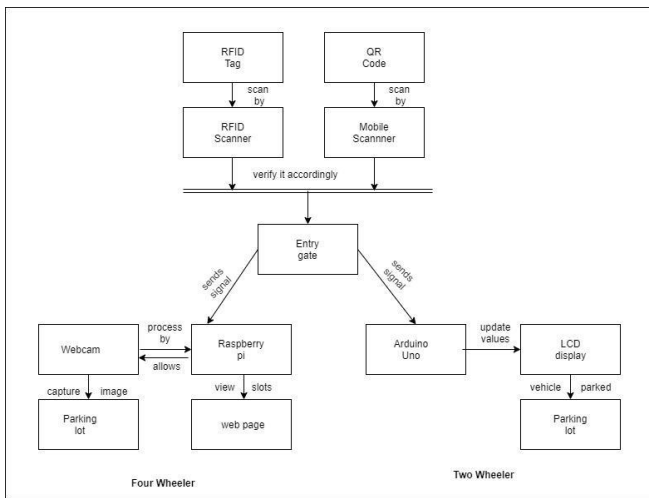 RFID
Tag
QR
Code
scan
by
scan
by
RFID
Scanner
Mobile
Scannner
verify it accordingly
Entry
gate
sends
signal
sends
signal
Webcam
process
by
allows
Raspberry
pi
Arduino
Uno
update
values
LCD
display
capture image
view slots
vehicle parked
Parking
lot
web page
Parking
lot
Four Wheeler
Two Wheeler